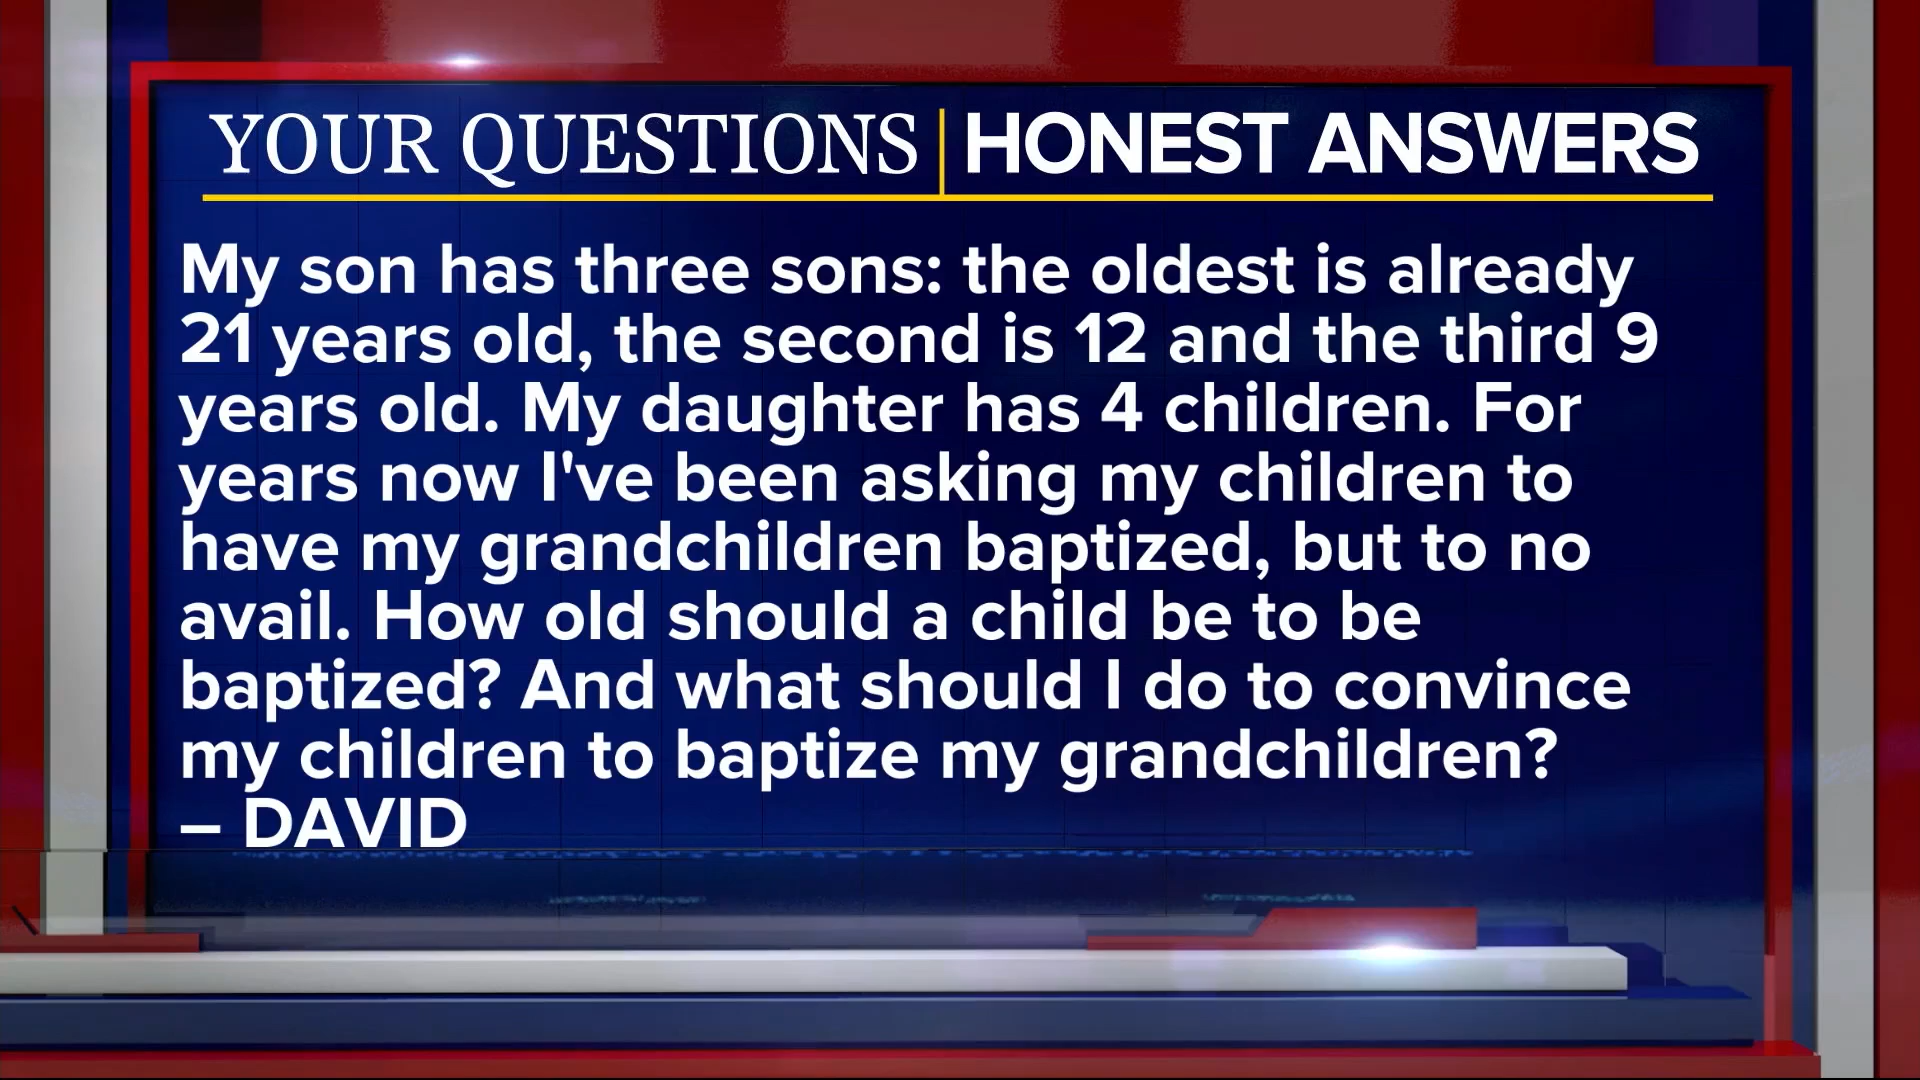 YOUR QUESTIONS | HONEST ANSWERS
My son has three sons: the oldest is already
21 years old, the second is 12 and the third 9
years old. My daughter has 4 children. For
years now I've been asking my children to
have my grandchildren baptized, but to no
avail. How old should a child be to be
baptized? And what should I do to convince
my children to baptize my grandchildren?
– DAVID